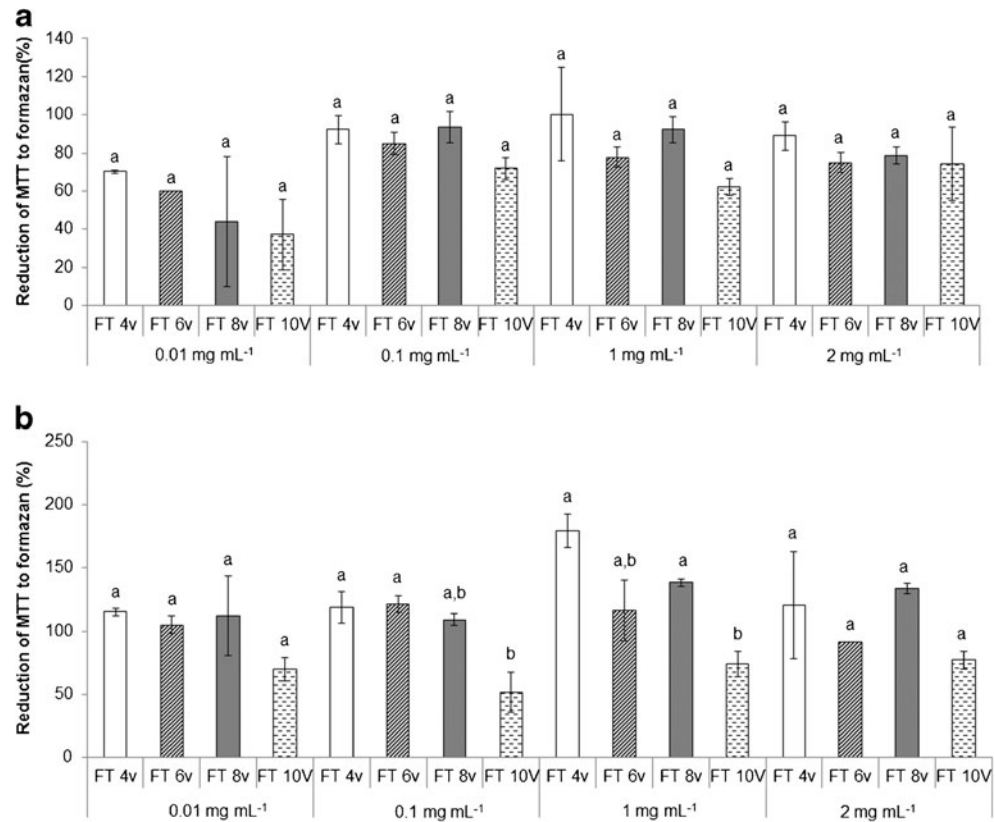 a
Reduction of MTT to formazan(%)
140
120
100
80
60
40
20
0
a a a a a a a a a a a a a a a a
FT 4v FT 6v FT 8v FT 10V FT 4v FT 6v FT 8v FT 10V FT 4v FT 6v FT 8v FT 10V FT 4v FT 6v FT 8v FT 10V
0.01 mg mL⁻¹ 0.1 mg mL⁻¹ 1 mg mL⁻¹ 2 mg mL⁻¹
b
Reduction of MTT to formazan (%)
250
200
150
100
50
0
a a a a a a a,b b a a,b a b a a a a
FT 4v FT 6v FT 8v FT 10V FT 4v FT 6v FT 8v FT 10V FT 4v FT 6v FT 8v FT 10V FT 4v FT 6v FT 8v FT 10V
0.01 mg mL⁻¹ 0.1 mg mL⁻¹ 1 mg mL⁻¹ 2 mg mL⁻¹